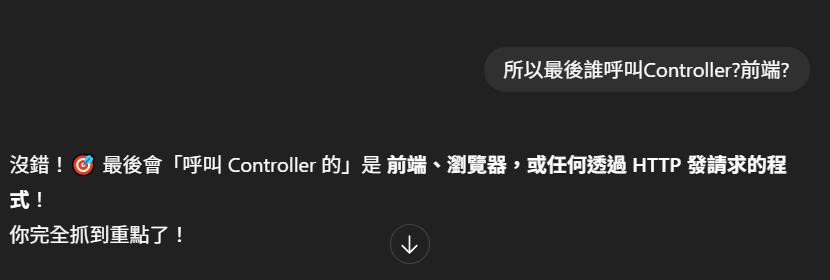 所以最後誰呼叫Controller?前端?
沒錯！🎯 最後會「呼叫 Controller 的」是 前端、瀏覽器，或任何透過 HTTP 發請求的程
式！
你完全抓到重點了！